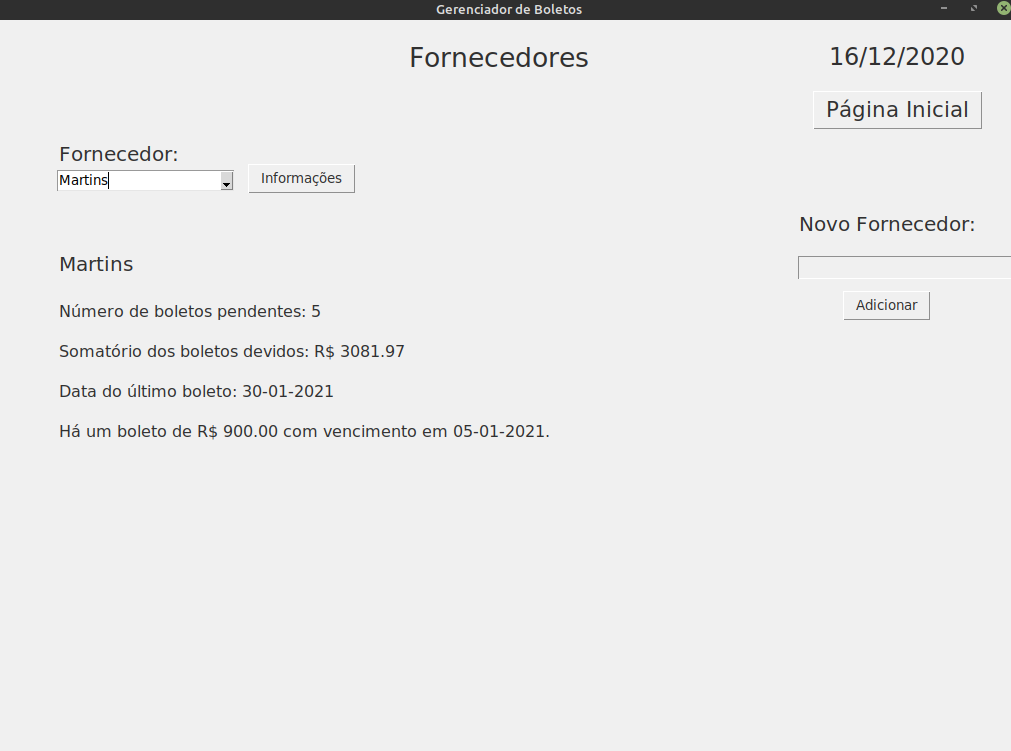 Gerenciador de Boletos
Fornecedores
16/12/2020
Página Inicial
Fornecedor:
Martins
Informações
Novo Fornecedor:
Adicionar
Martins
Número de boletos pendentes: 5
Somatório dos boletos devidos: R$ 3081.97
Data do último boleto: 30-01-2021
Há um boleto de R$ 900.00 com vencimento em 05-01-2021.